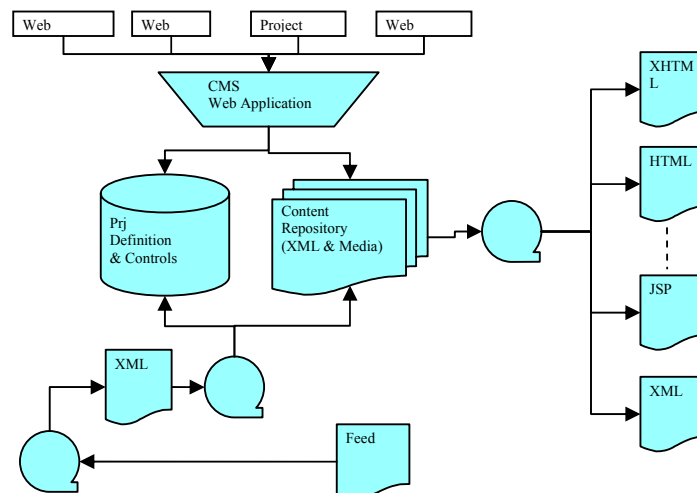 Web
Web
Project
Web
CMS
Web Application
XHTM
L
HTML
Prj
Definition
& Controls
Content
Repository
(XML & Media)
JSP
XML
XML
Feed